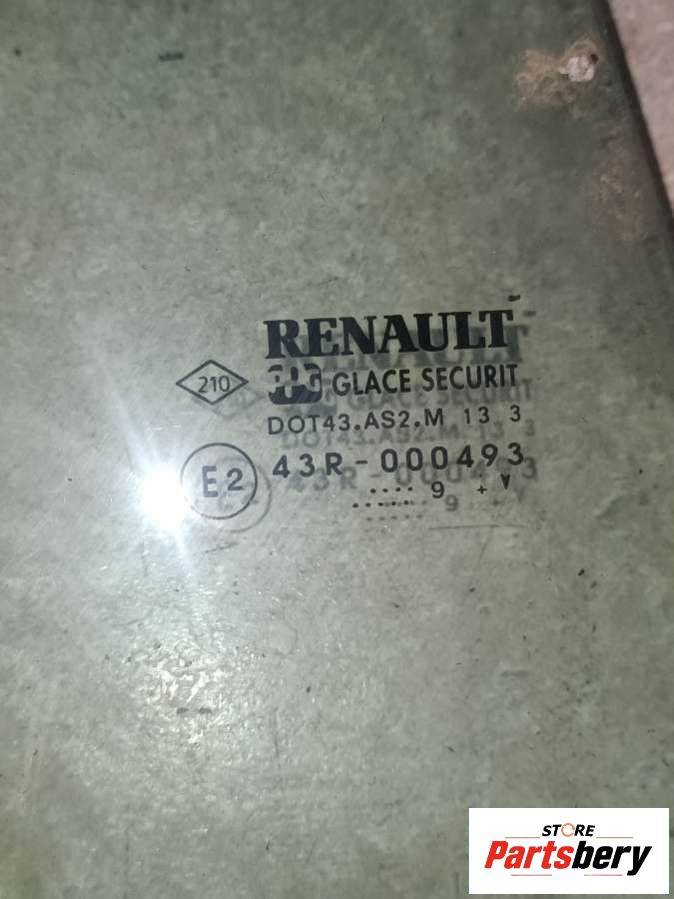 RENAULT
210
GLACE SECURIT
DOT43.AS2.M 13 3
E2
43R-000493
.... 9 +
STORE
Partsbery